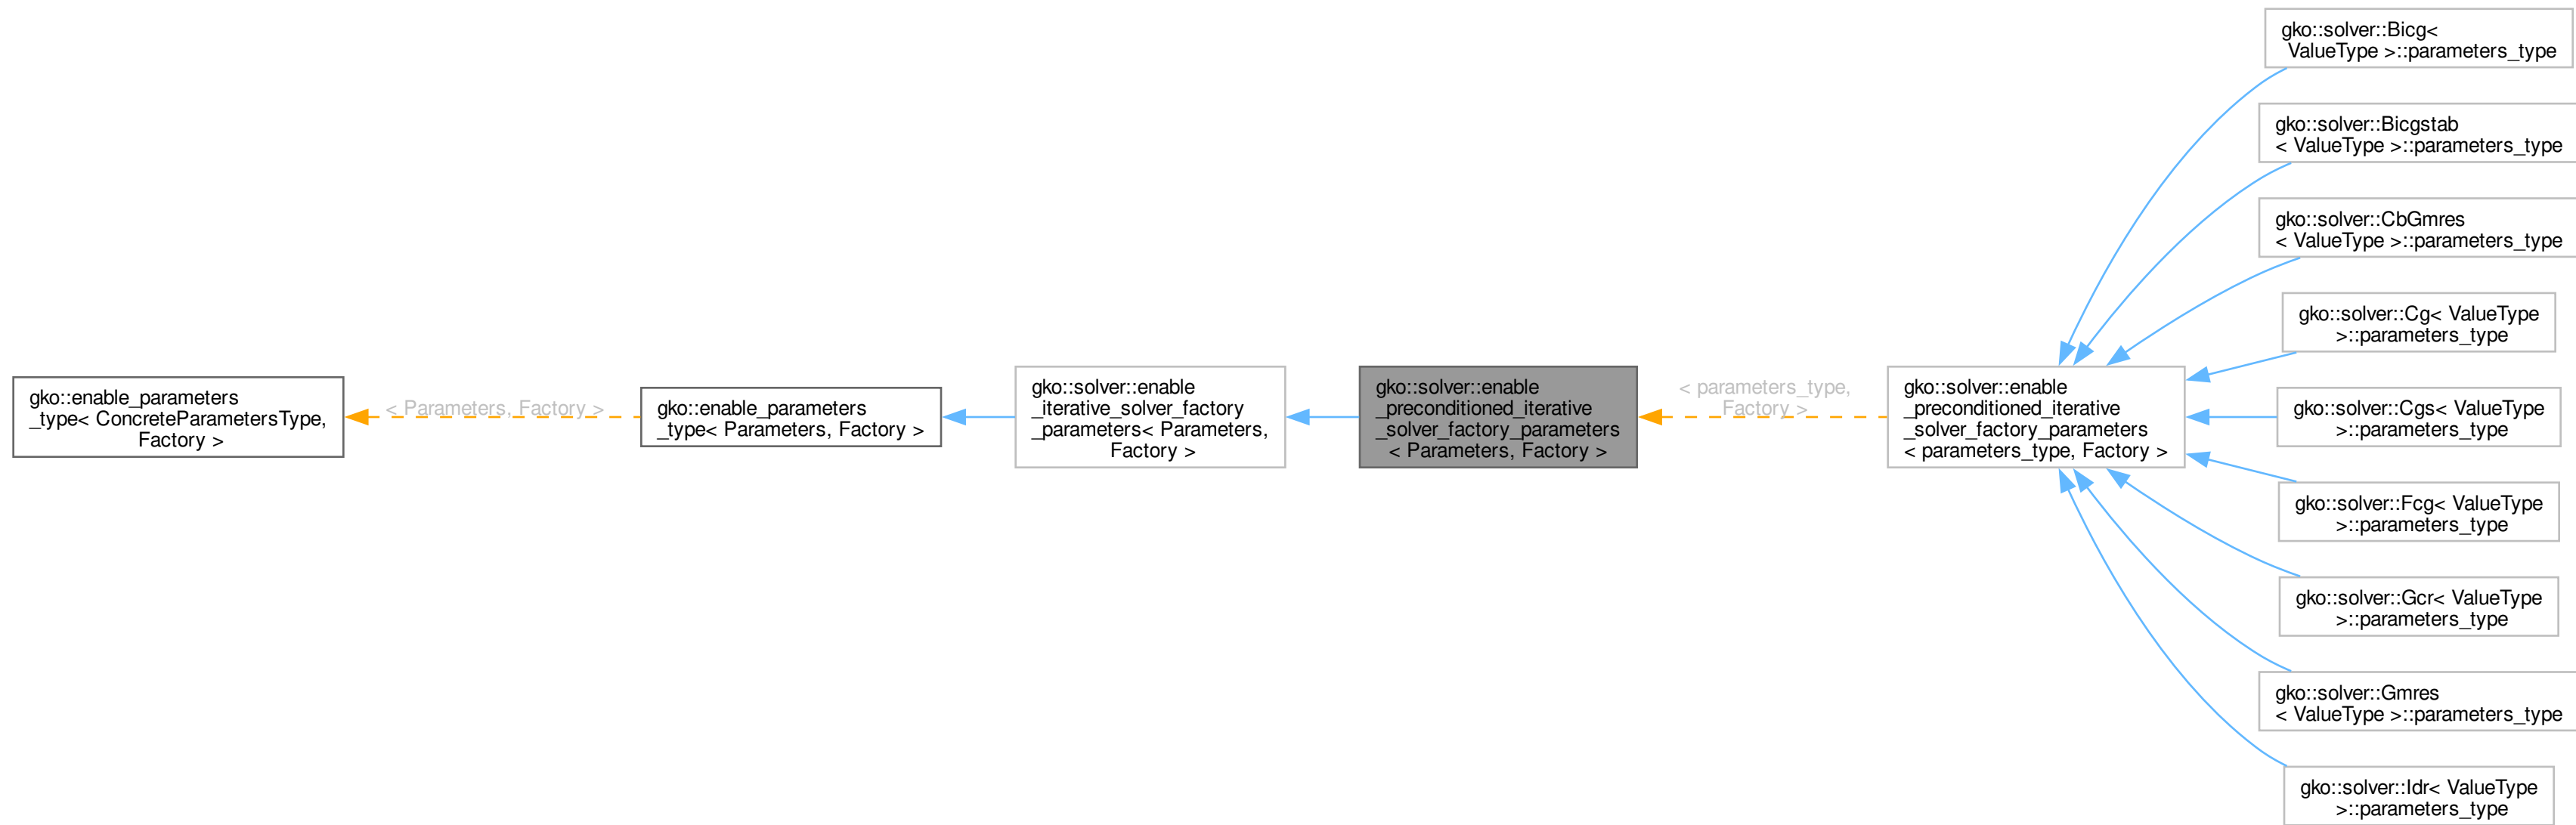 gko::solver::Bicg<
ValueType >::parameters_type
gko::solver::Bicgstab
< ValueType >::parameters_type
gko::solver::CbGmres
< ValueType >::parameters_type
gko::solver::Cg< ValueType
>::parameters_type
gko::enable_parameters
_type< ConcreteParametersType,
Factory >
< Parameters, Factory >
gko::enable_parameters
_type< Parameters, Factory >
gko::solver::enable
_iterative_solver_factory
_parameters< Parameters,
Factory >
gko::solver::enable
_preconditioned_iterative
_solver_factory_parameters
< Parameters, Factory >
< parameters_type,
Factory >
gko::solver::enable
_preconditioned_iterative
_solver_factory_parameters
< parameters_type, Factory >
gko::solver::Cgs< ValueType
>::parameters_type
gko::solver::Fcg< ValueType
>::parameters_type
gko::solver::Gcr< ValueType
>::parameters_type
gko::solver::Gmres
< ValueType >::parameters_type
gko::solver::Idr< ValueType
>::parameters_type